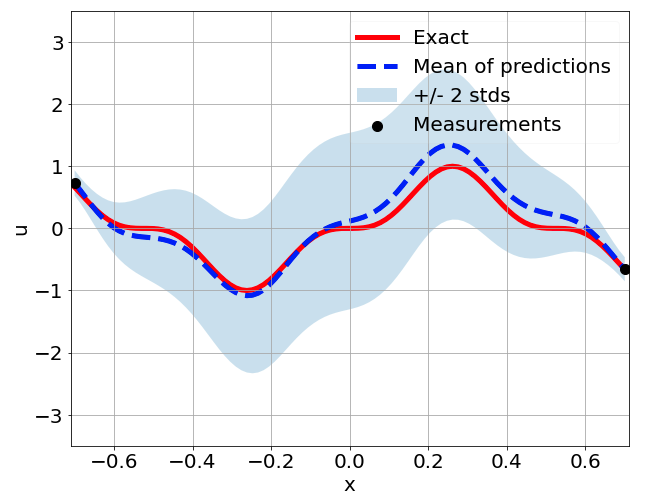 3
2
1
0
−1
−2
−3
u
Exact
Mean of predictions
+/- 2 stds
Measurements
−0.6 −0.4 −0.2 0.0 0.2 0.4 0.6
x